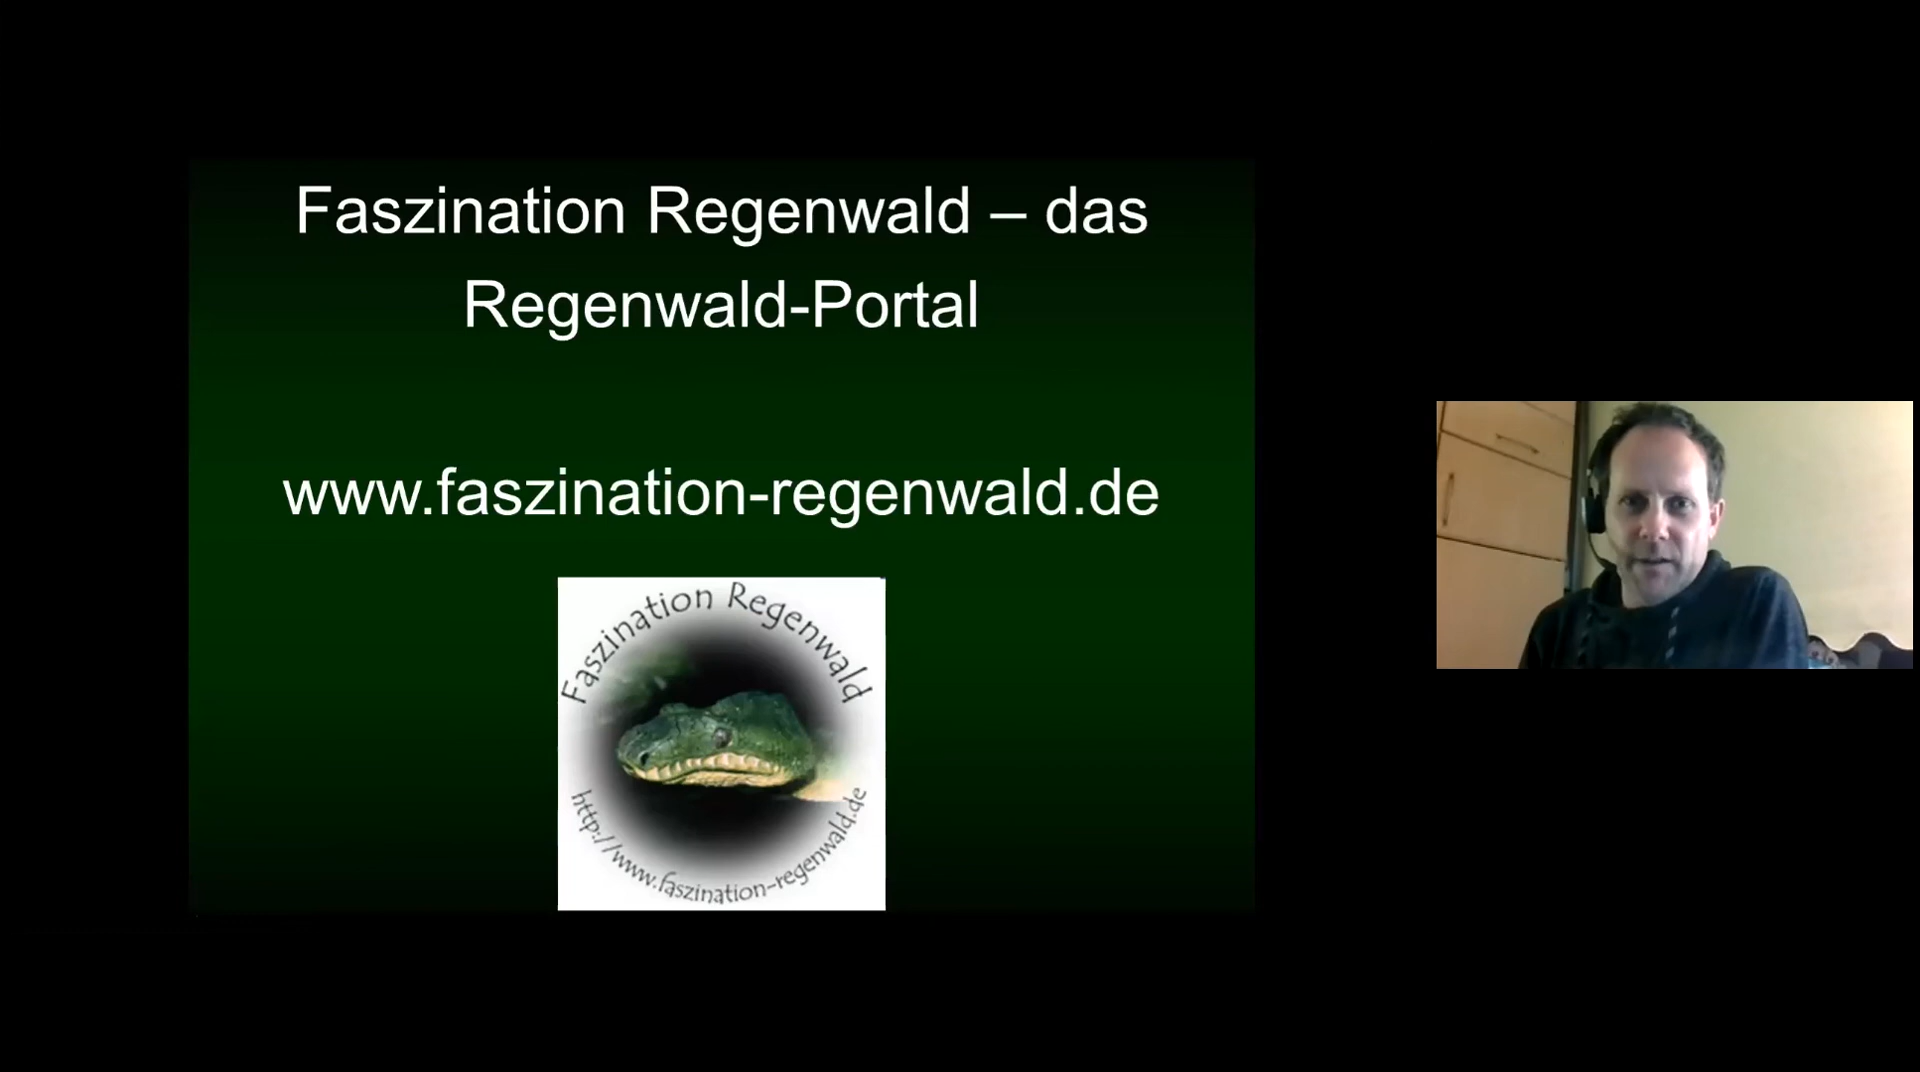 Faszination Regenwald – das
Regenwald-Portal
www.faszination-regenwald.de
Faszination Regenwald
http://www.faszination-regenwald.de